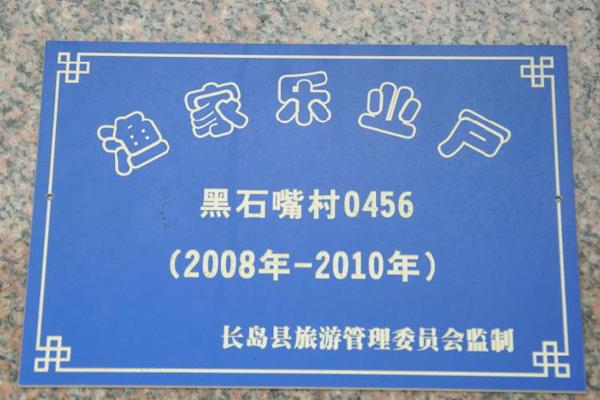 渔家乐业户
黑石嘴村0456
(2008年-2010年)
长岛县旅游管理委员会监制